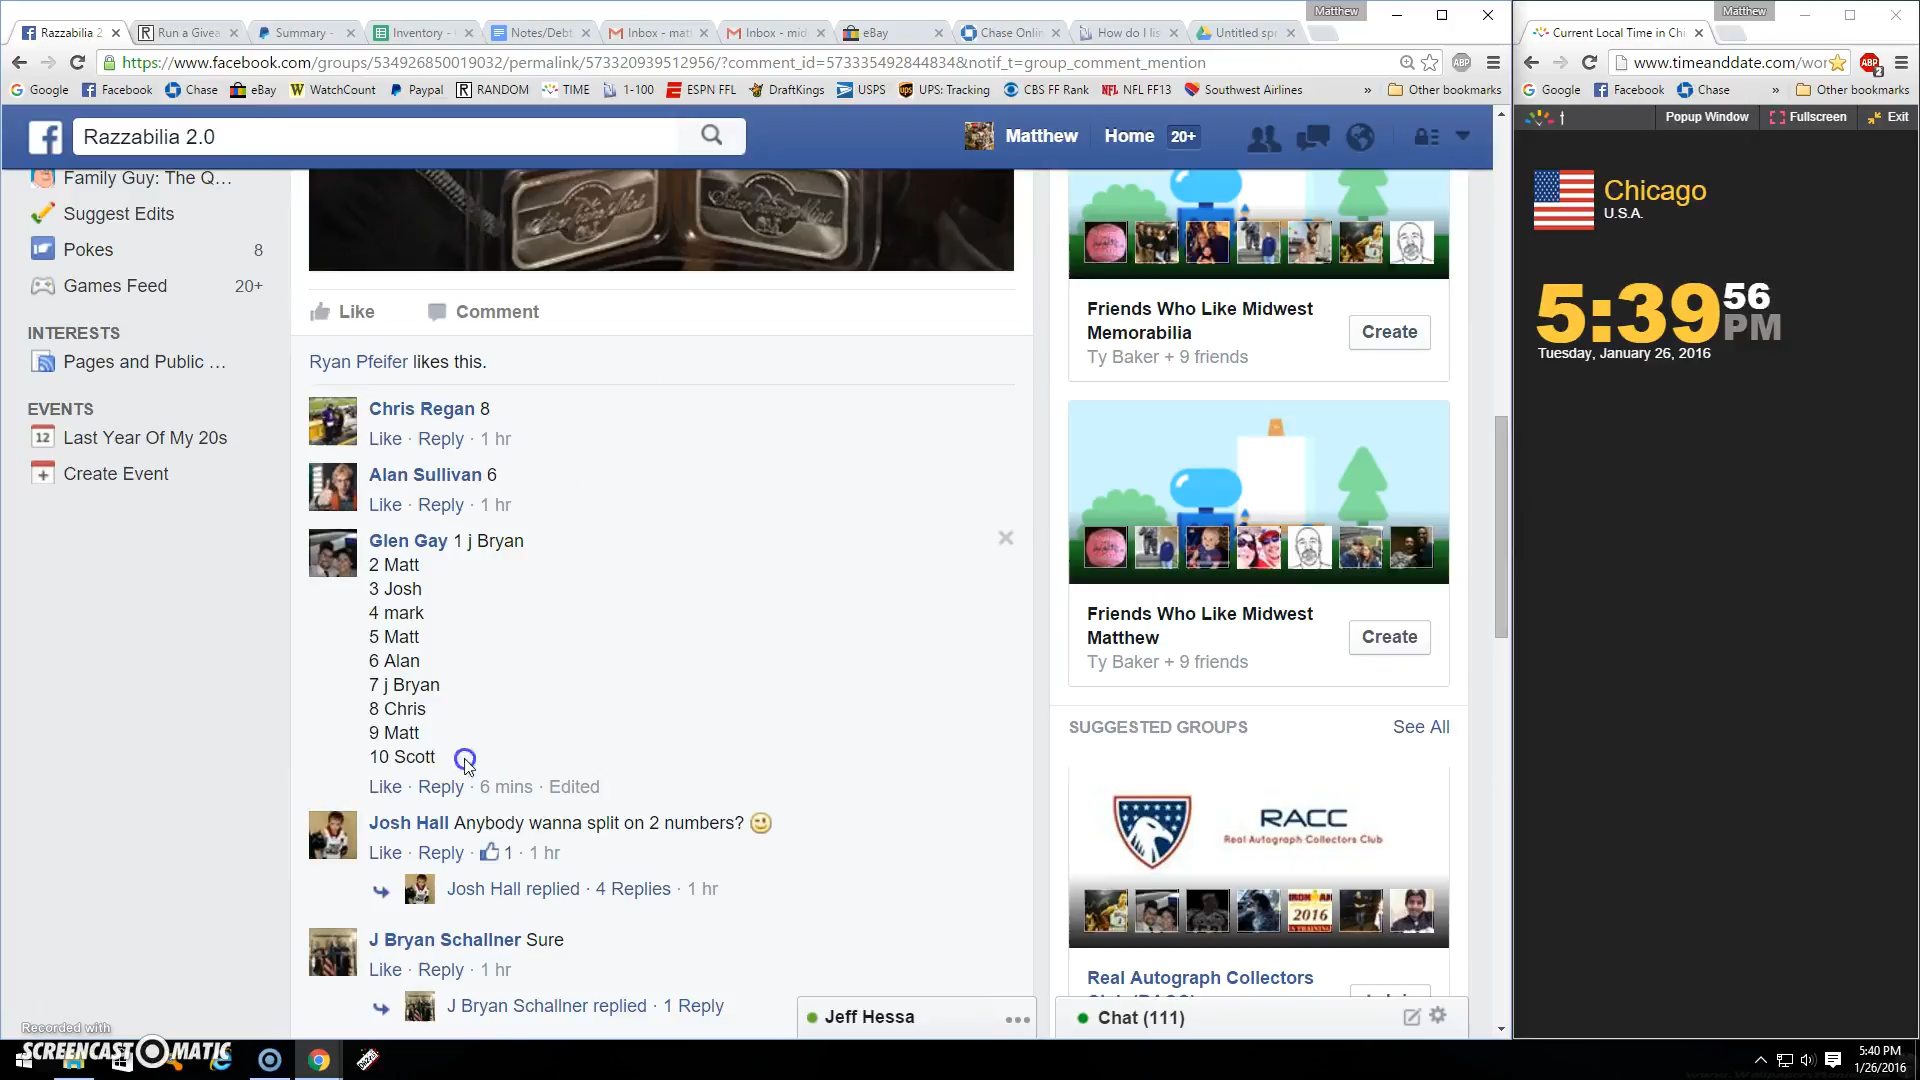 Matthew
Matthew
Razzabilia 2
Run a Givea
Summary -
Inventory -
Notes/Debt
Inbox - mat
Inbox - mid
eBay
Chase Onlin
How do I lis
Untitled spr
Current Local Time in Chi
https://www.facebook.com/groups/534926850019032/permalink/573320939512956/?comment_id=573335492844834&notif_t=group_comment_mention
www.timeanddate.com/wor
Google
Facebook
Chase
eBay
WatchCount
Paypal
RANDOM
TIME
1-100
ESPN FFL
DraftKings
USPS
UPS: Tracking
CBS FF Rank
NFL FF13
Southwest Airlines
»
Other bookmarks
Google
Facebook
Chase
»
Other bookmarks
Popup Window
Fullscreen
Exit
Razzabilia 2.0
Matthew
Home
20+
Family Guy: The Q...
Suggest Edits
Pokes
8
Games Feed
20+
INTERESTS
Pages and Public ...
EVENTS
12
Last Year Of My 20s
Create Event
Like
Comment
Ryan Pfeifer likes this.
Chris Regan 8
Like · Reply · 1 hr
Alan Sullivan 6
Like · Reply · 1 hr
Glen Gay 1 j Bryan
2 Matt
3 Josh
4 mark
5 Matt
6 Alan
7 j Bryan
8 Chris
9 Matt
10 Scott
Like · Reply · 6 mins · Edited
Josh Hall Anybody wanna split on 2 numbers?
Like · Reply · 1 · 1 hr
Josh Hall replied · 4 Replies · 1 hr
J Bryan Schallner Sure
Like · Reply · 1 hr
J Bryan Schallner replied · 1 Reply
Friends Who Like Midwest
Memorabilia
Ty Baker + 9 friends
Create
Friends Who Like Midwest
Matthew
Ty Baker + 9 friends
Create
SUGGESTED GROUPS
See All
RACC
Real Autograph Collectors Club
IRONMAN
2016
Real Autograph Collectors
Jeff Hessa
Chat (111)
Chicago
U.S.A.
5:39
56
PM
Tuesday, January 26, 2016
Recorded with
SCREENCAST-O-MATIC
5:40 PM
1/26/2016